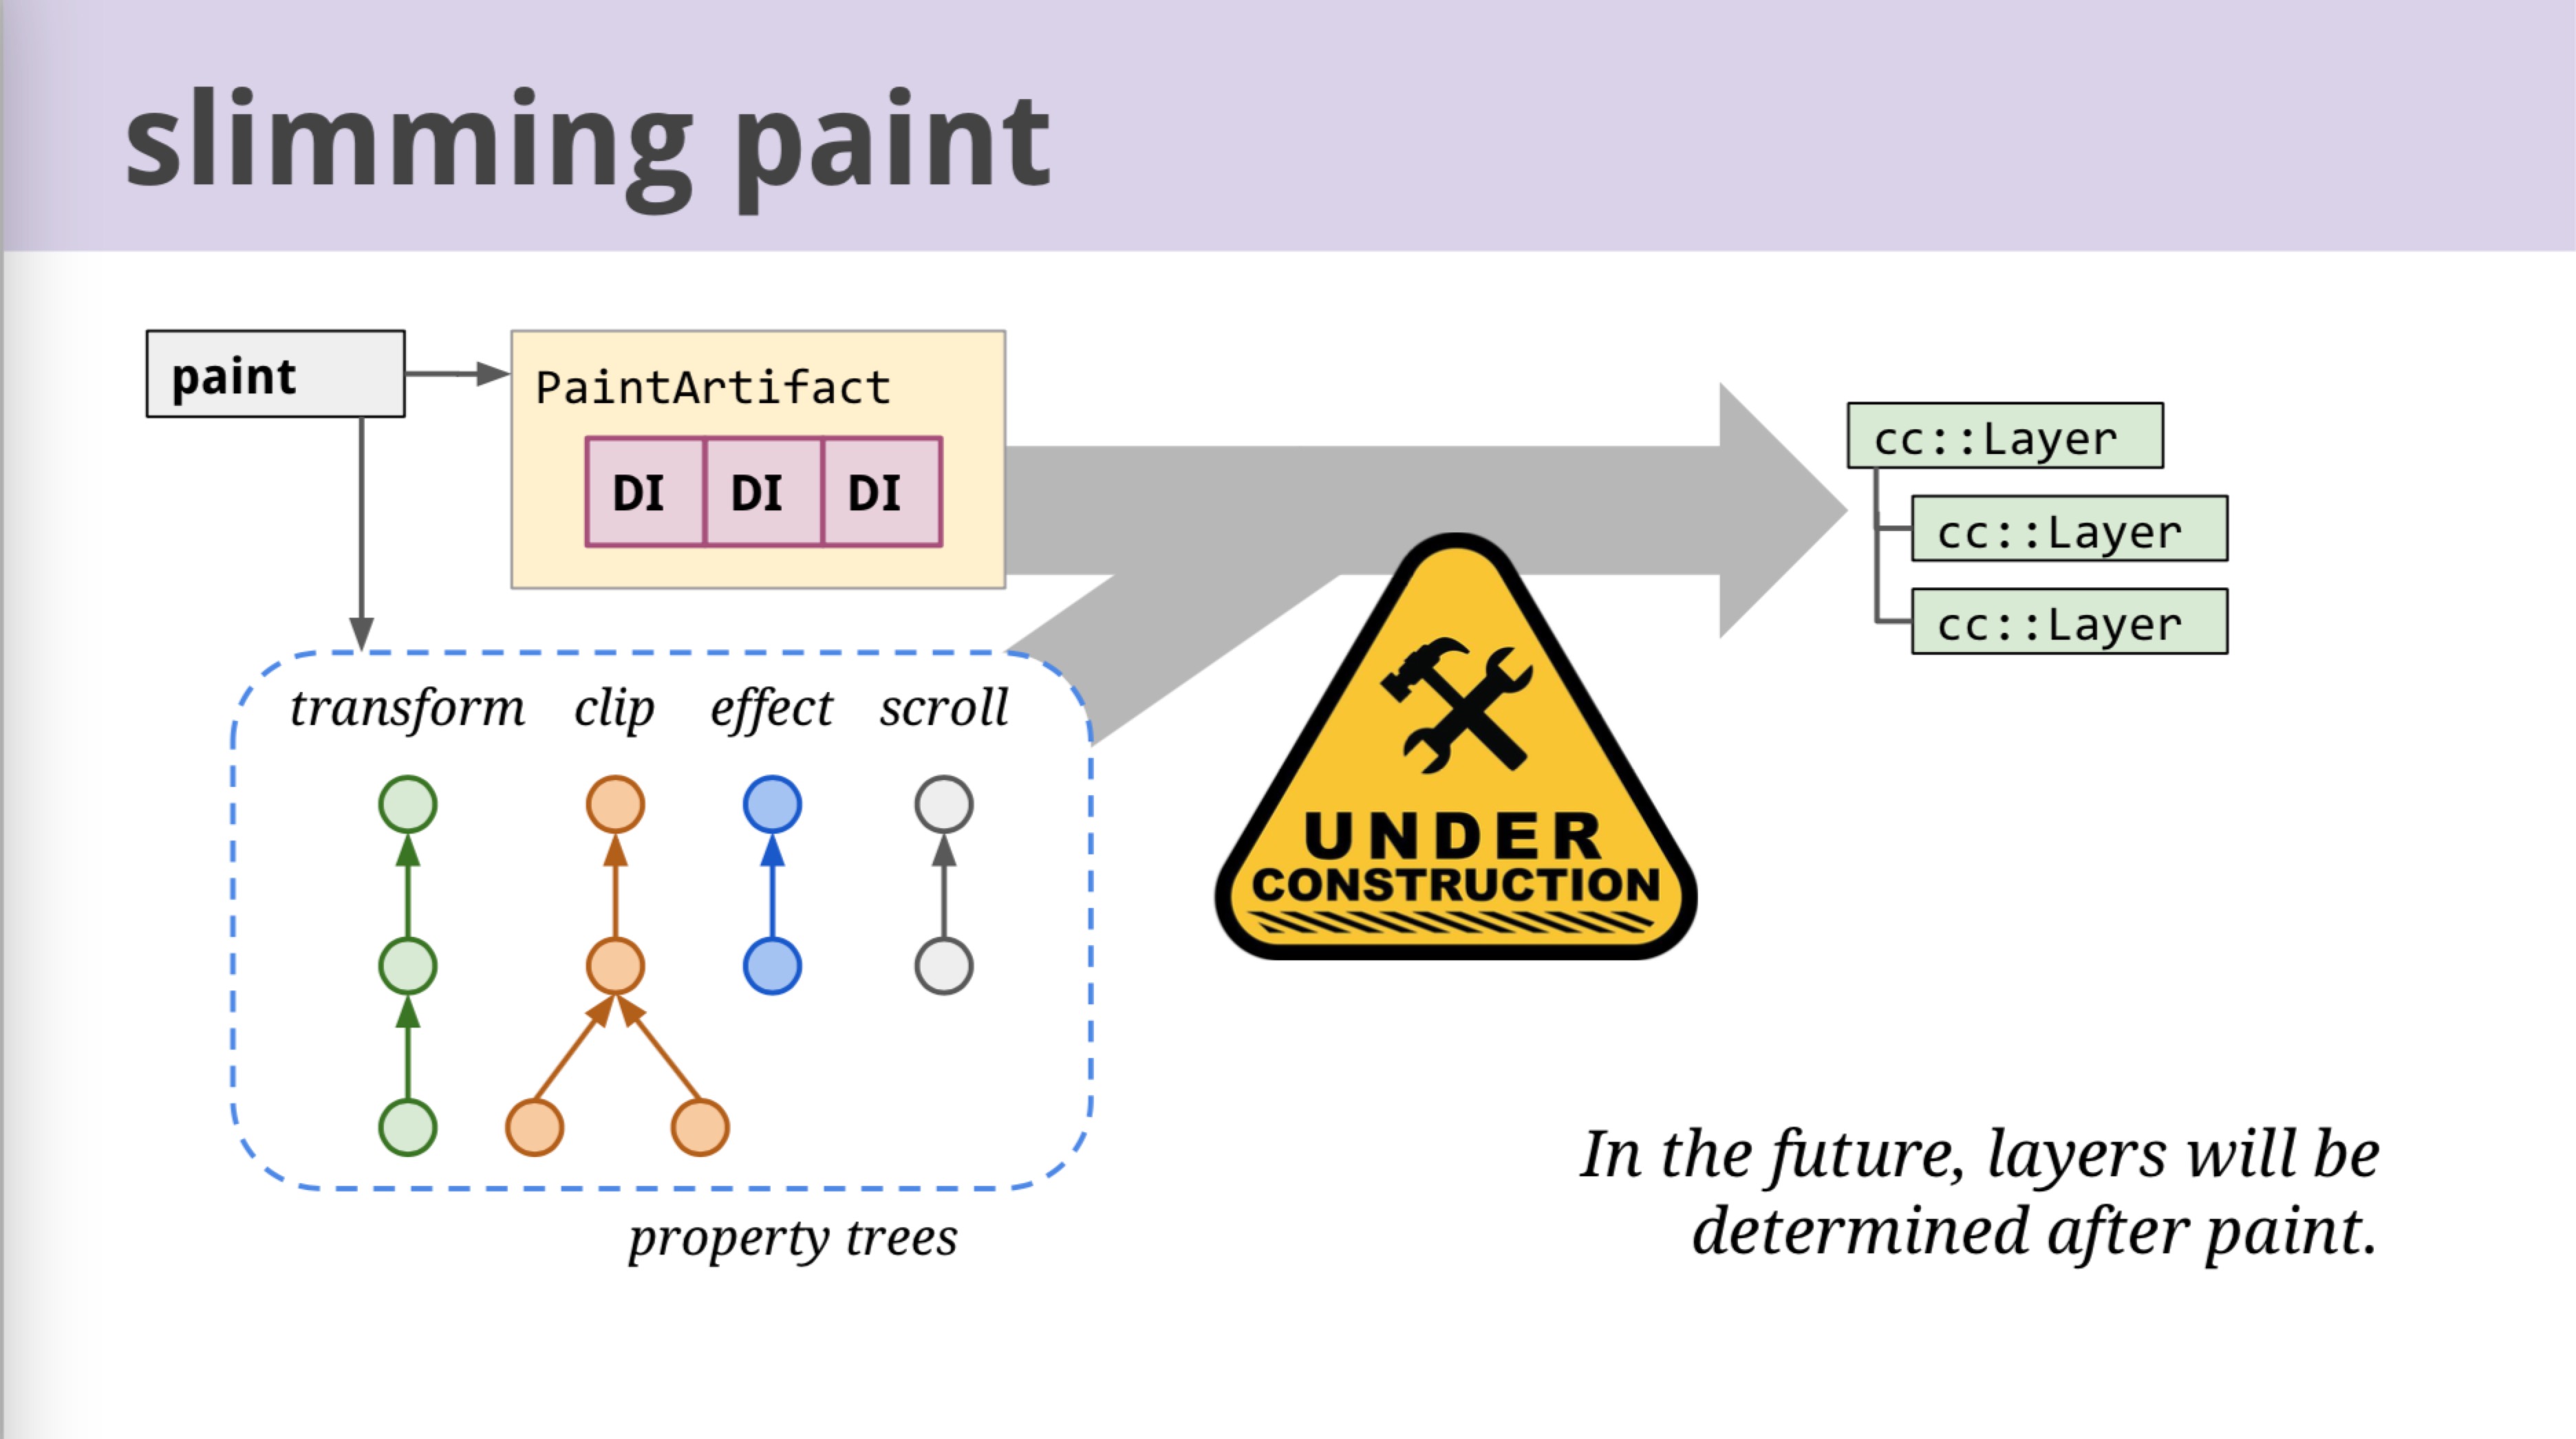 slimming paint
paint
PaintArtifact
DI DI DI
cc::Layer
cc::Layer
cc::Layer
transform clip effect scroll
UNDER
CONSTRUCTION
property trees
In the future, layers will be
determined after paint.